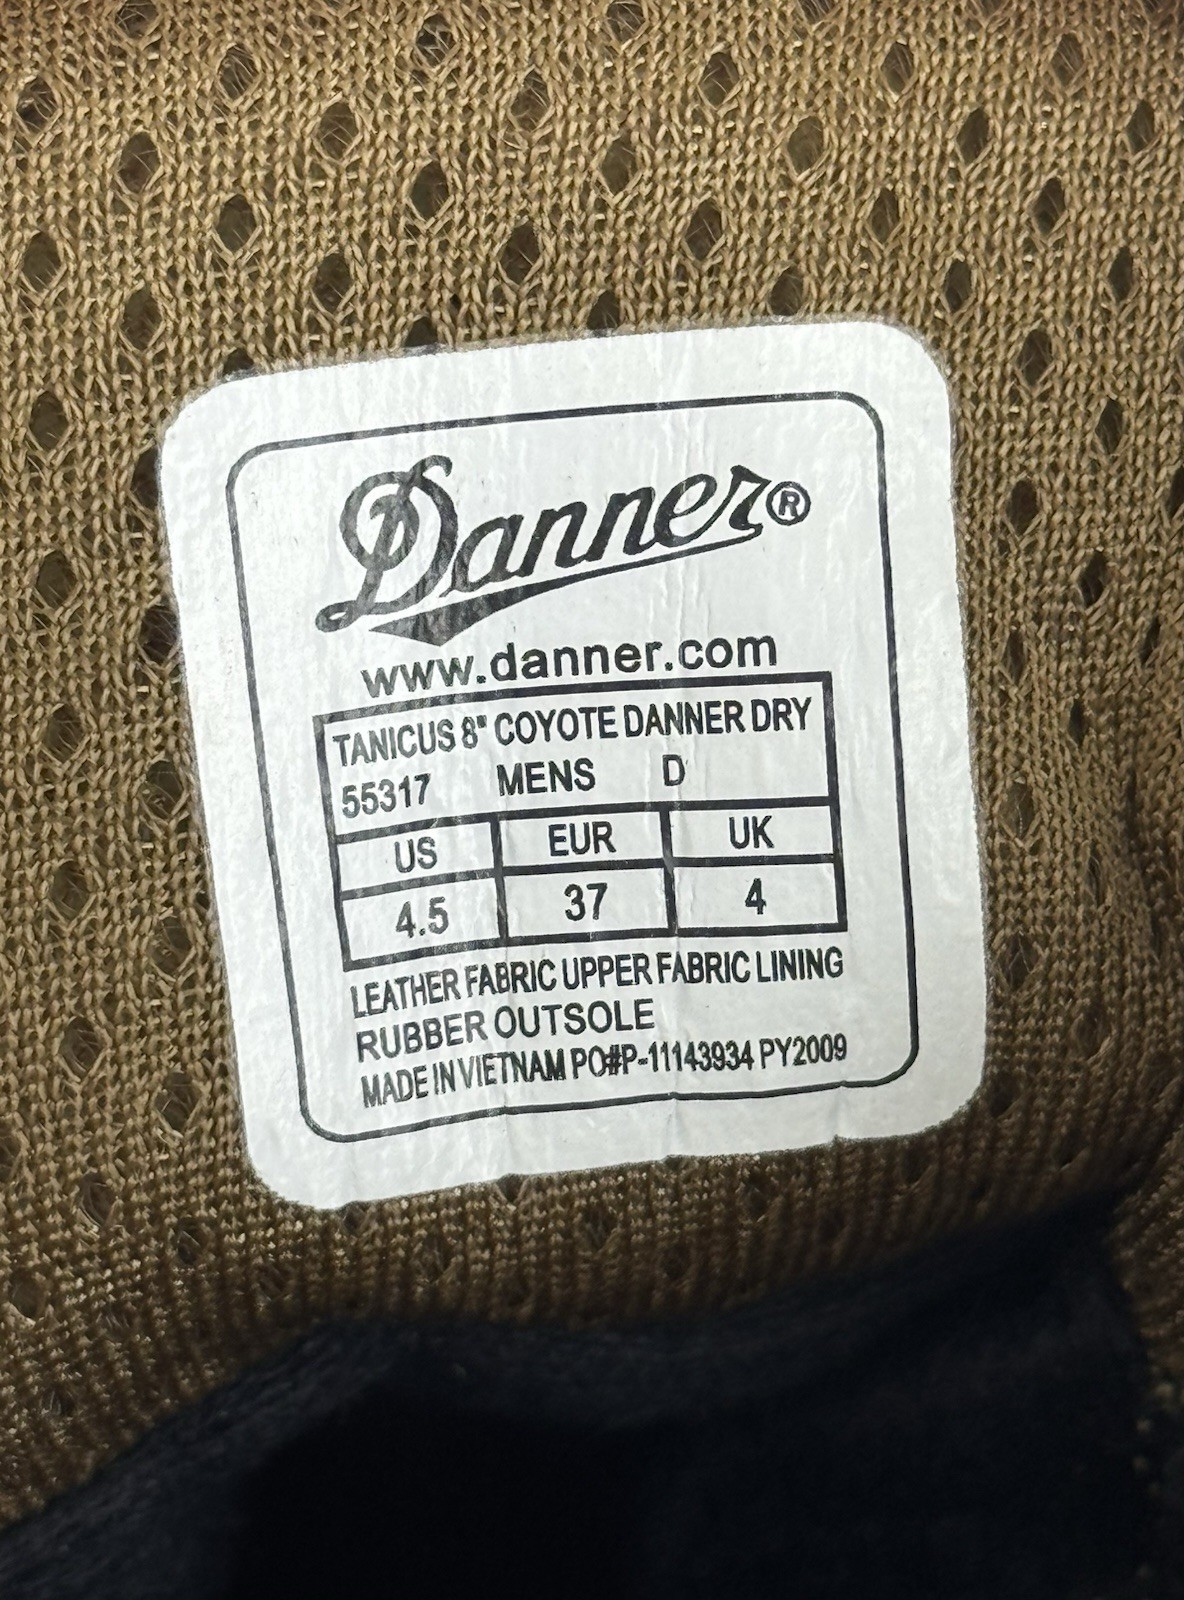 Danner®
www.danner.com
TANICUS 8" COYOTE DANNER DRY
55317 MENS D
US EUR UK
4.5 37 4
LEATHER FABRIC UPPER FABRIC LINING
RUBBER OUTSOLE
MADE IN VIETNAM PO#P-11143934 PY2009